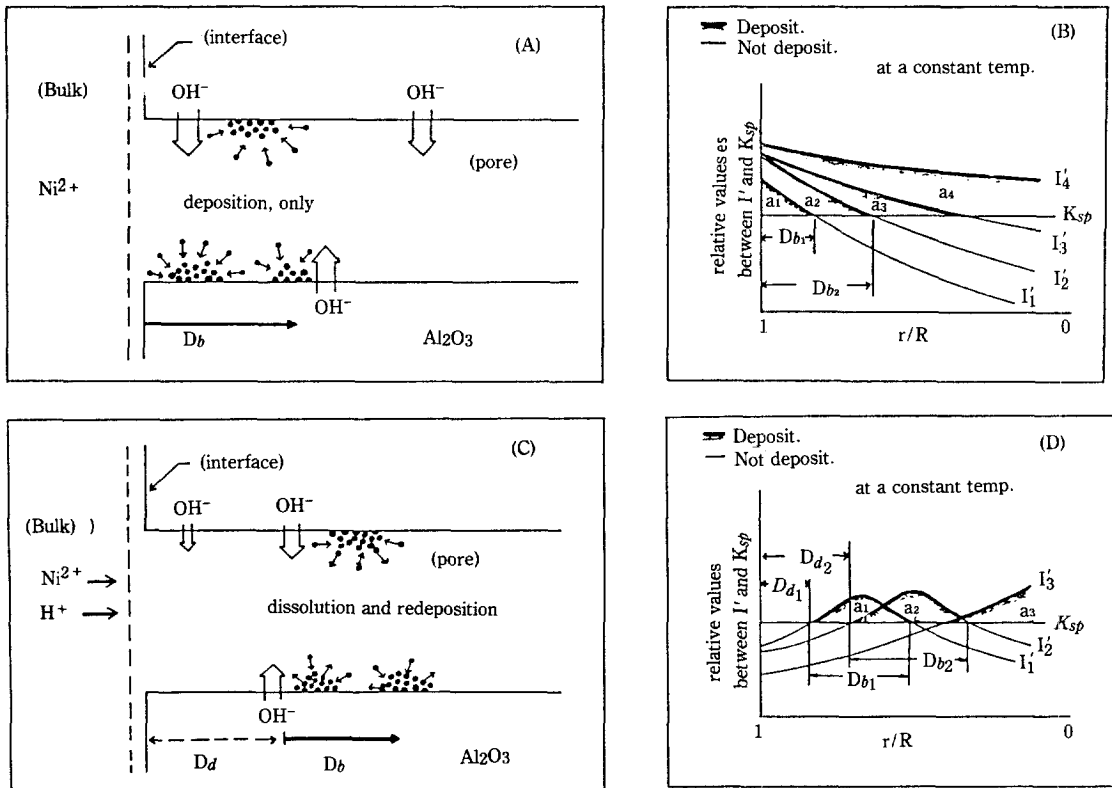 (A)
(interface)
(Bulk)
OH⁻
OH⁻
(pore)
Ni²⁺
deposition, only
OH⁻
Db
Al₂O₃
(B)
Deposit.
Not deposit.
at a constant temp.
relative values es
between I′ and Ksp
a₁ a₂ a₃ a₄
I′₄
Ksp
I′₃
I′₂
I′₁
Db₁
Db₂
1 r/R 0
(C)
(interface)
(Bulk) )
OH⁻ OH⁻
(pore)
Ni²⁺
H⁺
dissolution and redeposition
OH⁻
Dd Db Al₂O₃
(D)
Deposit.
Not deposit.
at a constant temp.
relative values
between I′ and Ksp
Dd₂
Dd₁
a₁ a₂ a₃
I′₃
Ksp
I′₂
I′₁
Db₂
Db₁
1 r/R 0